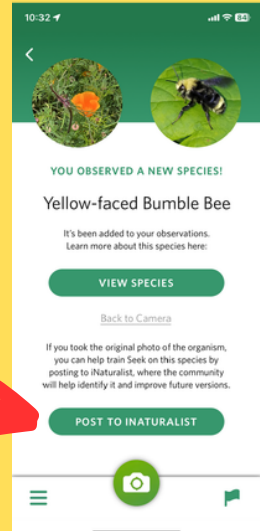 10:32
84
YOU OBSERVED A NEW SPECIES!
Yellow-faced Bumble Bee
It's been added to your observations.
Learn more about this species here:
VIEW SPECIES
Back to Camera
If you took the original photo of the organism,
you can help train Seek on this species by
posting to iNaturalist, where the community
will help identify it and improve future versions.
POST TO INATURALIST